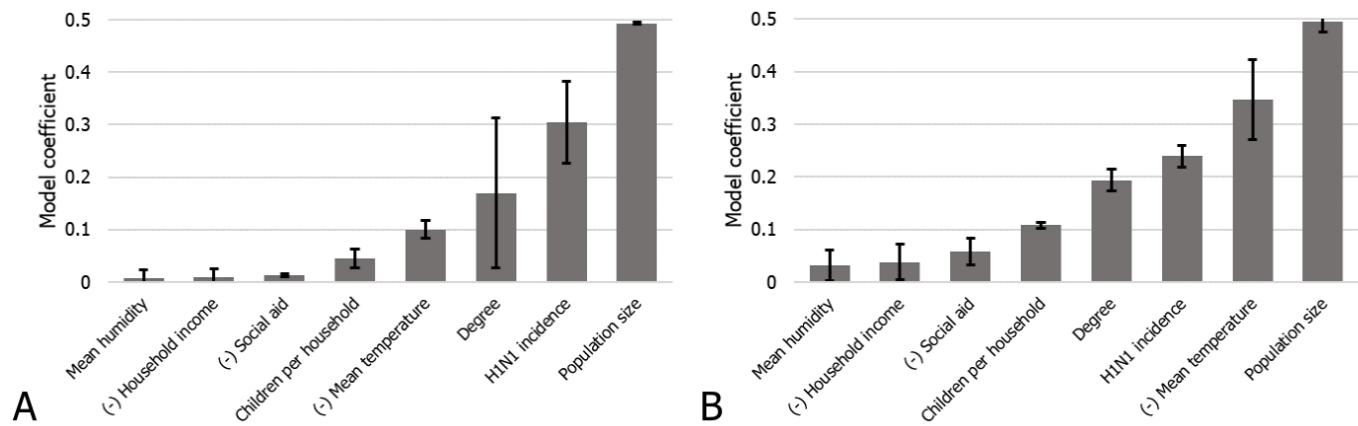 0.5
0.4
0.3
0.2
0.1
0
Model coefficient
Mean humidity
(-) Household income
(-) Social aid
Children per household
(-) Mean temperature
Degree
H1N1 incidence
Population size
A
0.5
0.4
0.3
0.2
0.1
0
Model coefficient
Mean humidity
(-) Household income
(-) Social aid
Children per household
Degree
H1N1 incidence
(-) Mean temperature
Population size
B